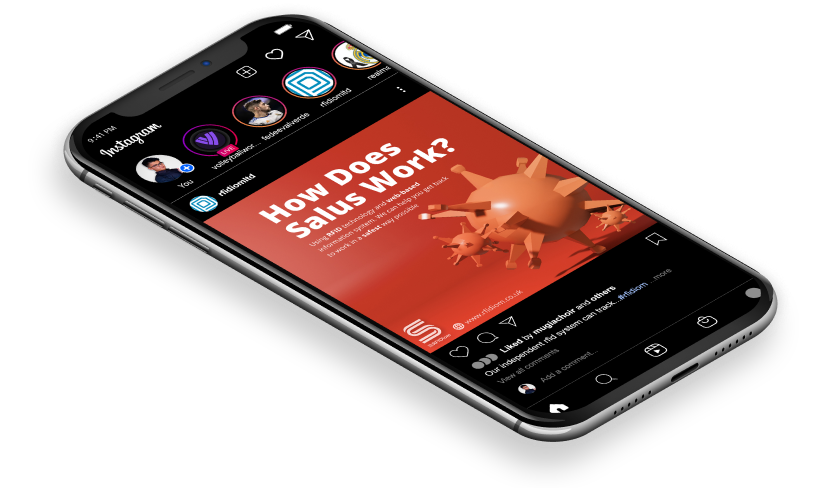 9:41 PM
Instagram
LIVE
You
volleyballwor...
fedeevalverde
rfidiomltd
realma
rfidiomltd
How Does
Salus Work?
Using RFID technology and web-based
information system, We can help you get back
to work in a safest way possible
www.rfidiom.co.uk
Liked by mugiachoir and others
Our independent rfid system can track...#rfidiom ...more
View all comments
Add a comment...